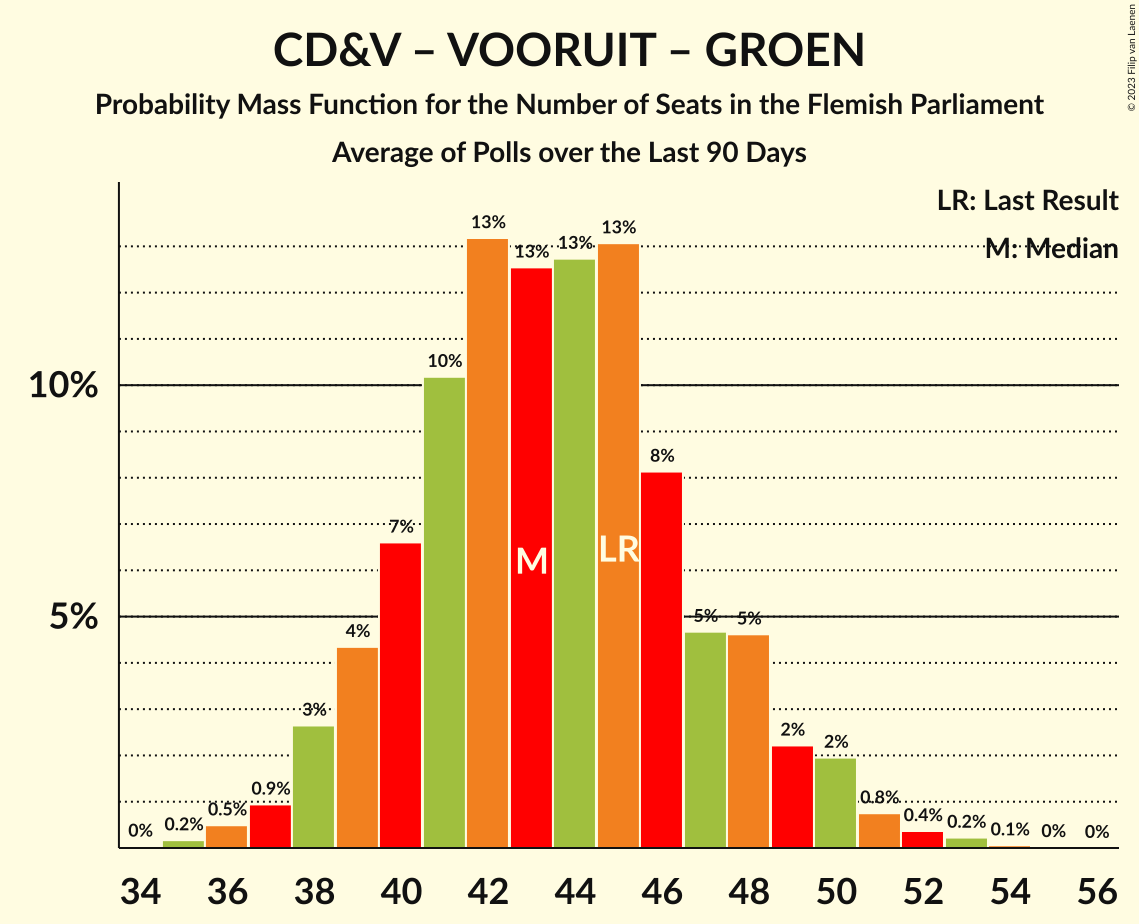 CD&V – VOORUIT – GROEN
Probability Mass Function for the Number of Seats in the Flemish Parliament
Average of Polls over the Last 90 Days
© 2023 Filip van Laenen
LR: Last Result
M: Median
10%
5%
0% 0.2% 0.5% 0.9% 3% 4% 7% 10% 13% 13% 13% 13% 8% 5% 5% 2% 2% 0.8% 0.4% 0.2% 0.1% 0% 0%
M LR
34 36 38 40 42 44 46 48 50 52 54 56